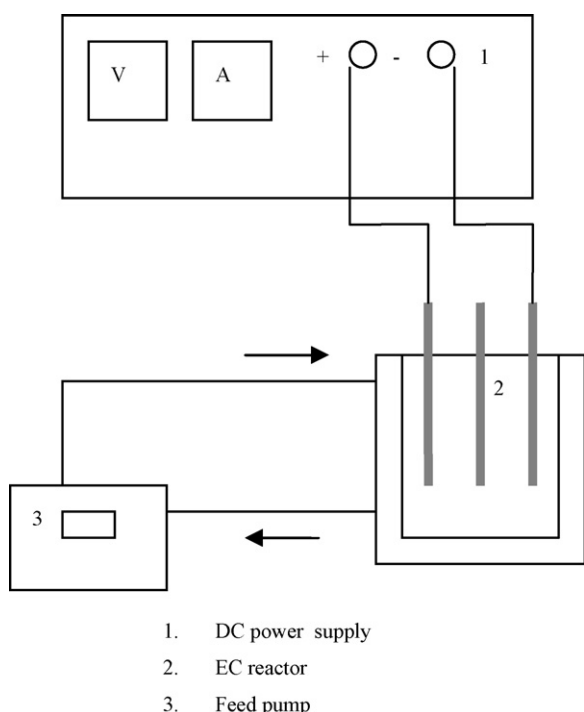 V A + - 1
2
3
1. DC power supply
2. EC reactor
3. Feed pump